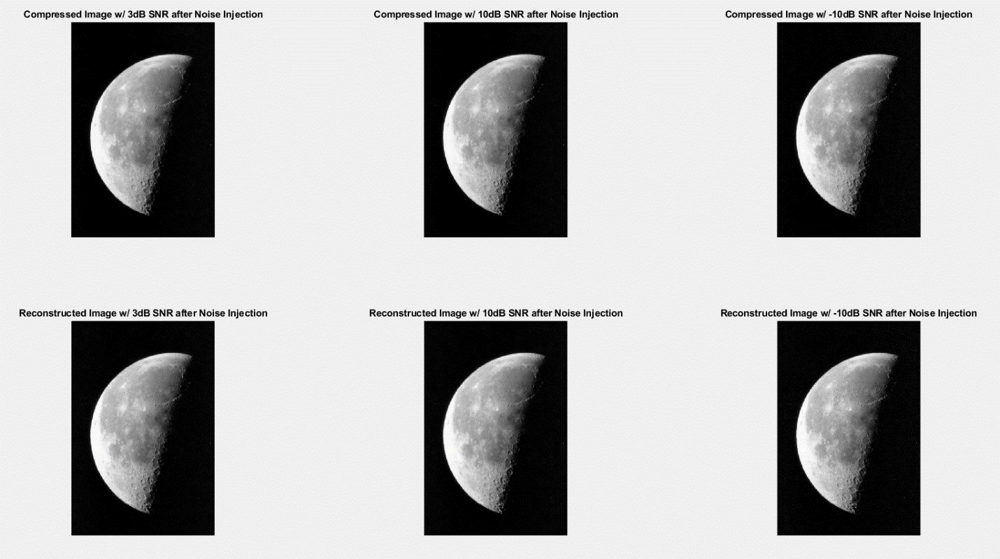 Compressed Image w/ 3dB SNR after Noise Injection
Compressed Image w/ 10dB SNR after Noise Injection
Compressed Image w/ -10dB SNR after Noise Injection
Reconstructed Image w/ 3dB SNR after Noise Injection
Reconstructed Image w/ 10dB SNR after Noise Injection
Reconstructed Image w/ -10dB SNR after Noise Injection